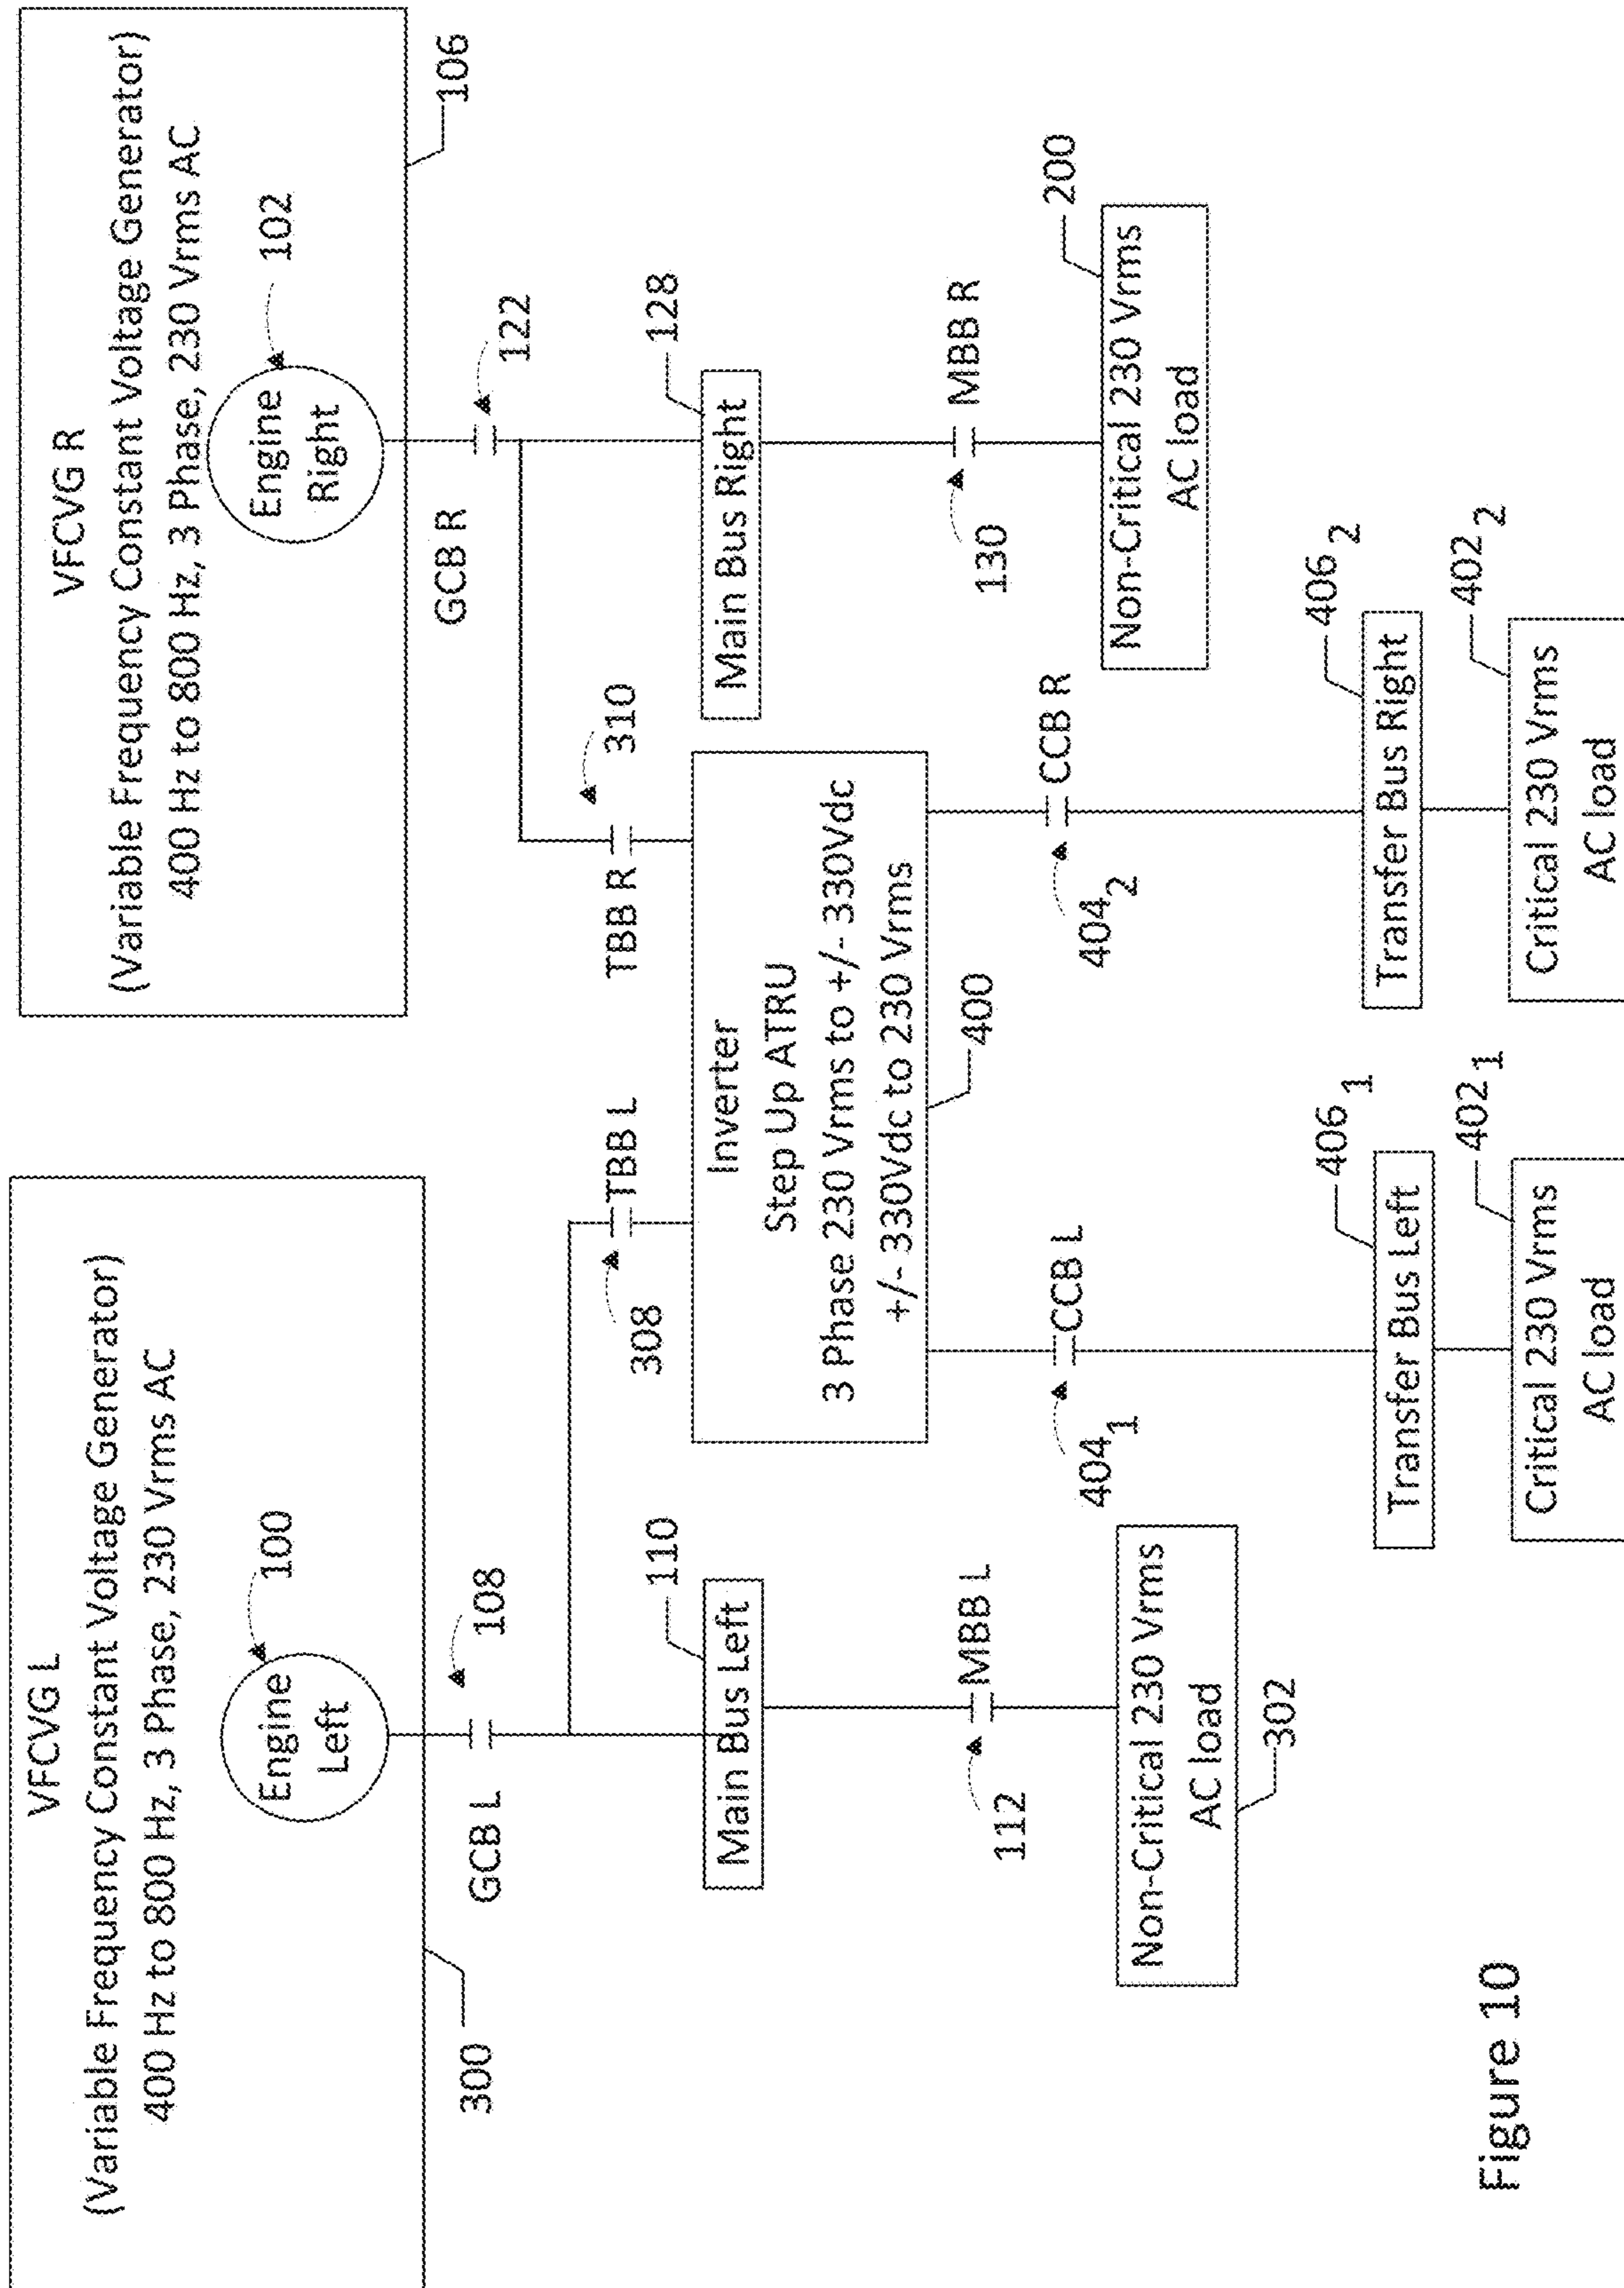 VFCVG L
(Variable Frequency Constant Voltage Generator)
400 Hz to 800 Hz, 3 Phase, 230 Vrms AC
Engine
Left
100
300
GCB L
108
VFCVG R
(Variable Frequency Constant Voltage Generator)
400 Hz to 800 Hz, 3 Phase, 230 Vrms AC
Engine
Right
102
106
GCB R
122
308
TBB L
TBB R
310
Main Bus Left
110
Inverter
Step Up ATRU
3 Phase 230 Vrms to +/- 330Vdc
+/- 330Vdc to 230 Vrms
400
Main Bus Right
128
112
MBB L
404 1
CCB L
404 2
CCB R
130
MBB R
Non-Critical 230 Vrms
AC load
302
Non-Critical 230 Vrms
AC load
200
Transfer Bus Left
406 1
Transfer Bus Right
406 2
Critical 230 Vrms
AC load
402 1
Critical 230 Vrms
AC load
402 2
Figure 10